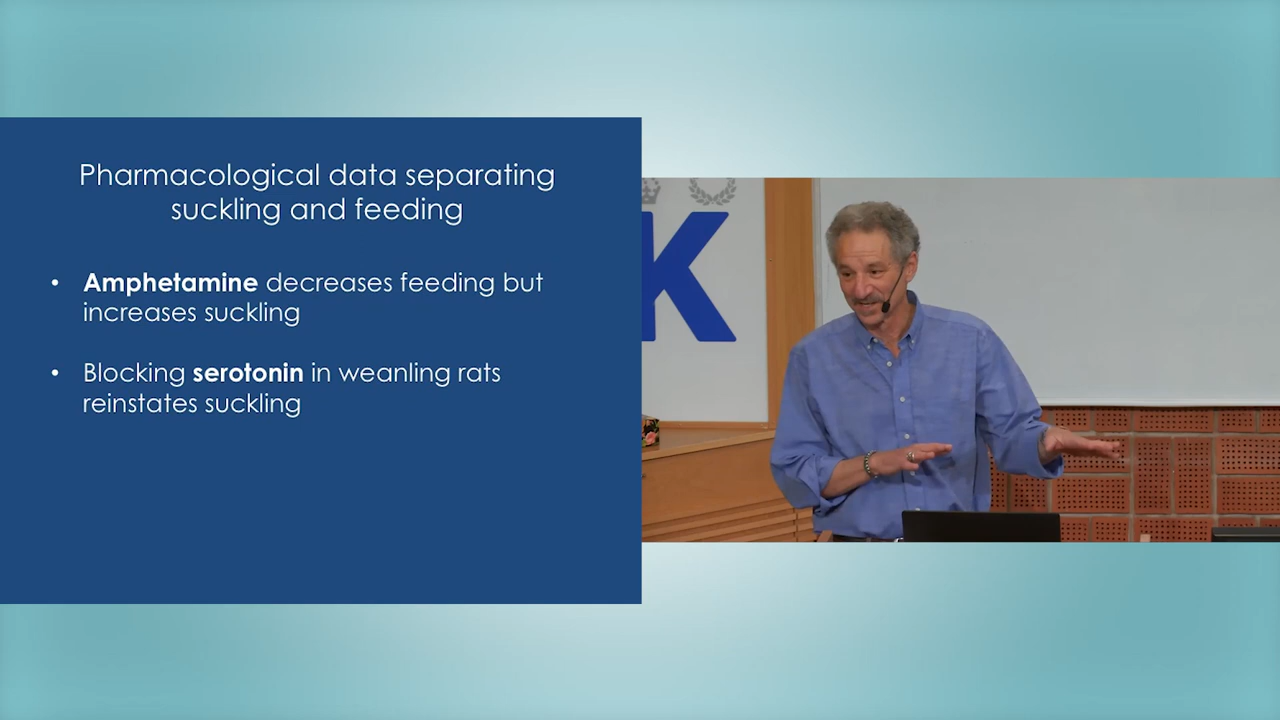 Pharmacological data separating
suckling and feeding
• Amphetamine decreases feeding but
increases suckling
• Blocking serotonin in weanling rats
reinstates suckling
K